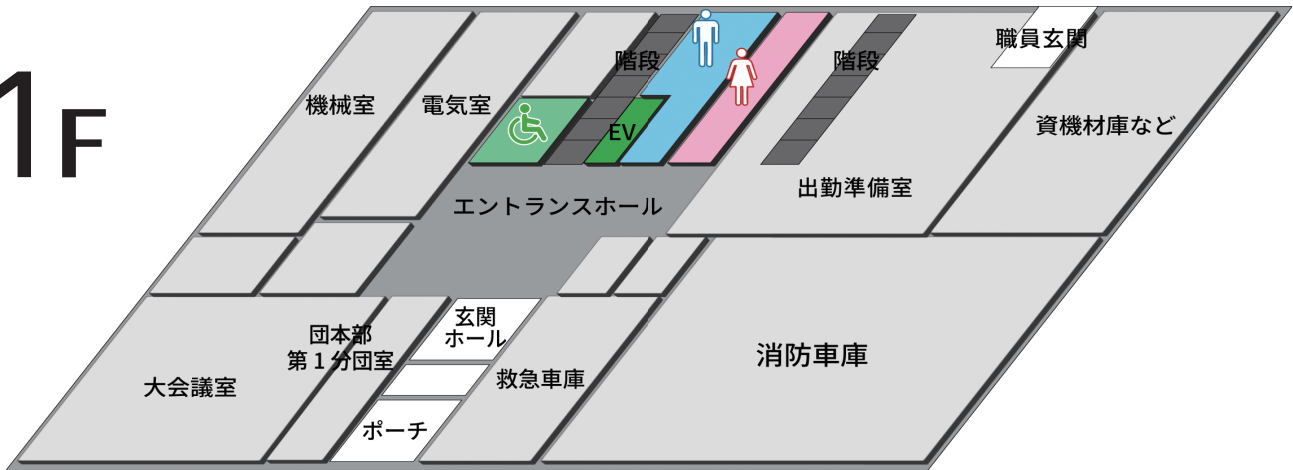 1F
機械室
電気室
階段
EV
階段
職員玄関
資機材庫など
出勤準備室
エントランスホール
大会議室
団本部
第1分団室
玄関
ホール
ポーチ
救急車庫
消防車庫